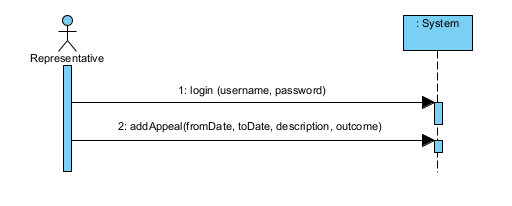 : System
Representative
1: login (username, password)
2: addAppeal(fromDate, toDate, description, outcome)